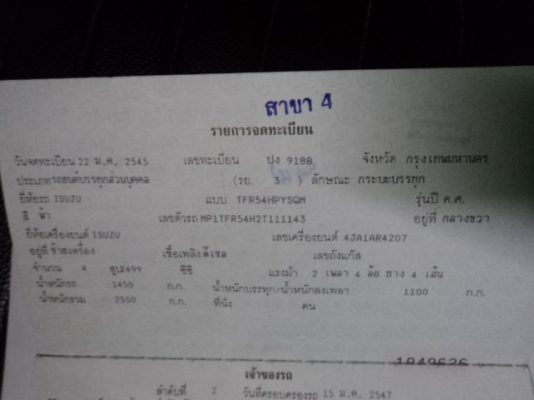 สาขา 4
รายการจดทะเบียน
วันจดทะเบียน 22 ม.ค. 2545 เลขทะเบียน ปง 9188 จังหวัด กรุงเทพมหานคร
ประเภทรถยนต์บรรทุกส่วนบุคคล (รย. 3 ) ลักษณะ กระบะบรรทุก
ยี่ห้อรถ ISUZU แบบ TFR54HPYSQM รุ่นปี ค.ศ.
สี ฟ้า เลขตัวรถ MP1TFR54H2T111143 อยู่ที่ กลางขวา
ยี่ห้อเครื่องยนต์ ISUZU เลขเครื่องยนต์ 4JA1AR4207
อยู่ที่ ซ้ายเครื่อง เชื้อเพลิง ดีเซล เลขถังแก๊ส
จำนวน 4 สูบ 2499 ซีซี แรงม้า 2 เพลา 4 ล้อ ยาง 4 เส้น
น้ำหนักรถ 1450 ก.ก. น้ำหนักบรรทุก/น้ำหนักลงเพลา 1100 ก.ก.
น้ำหนักรวม 2550 ก.ก. ที่นั่ง คน
1849626
เจ้าของรถ
ลำดับที่ 2 วันที่ครอบครองรถ 15 ม.ค. 2547